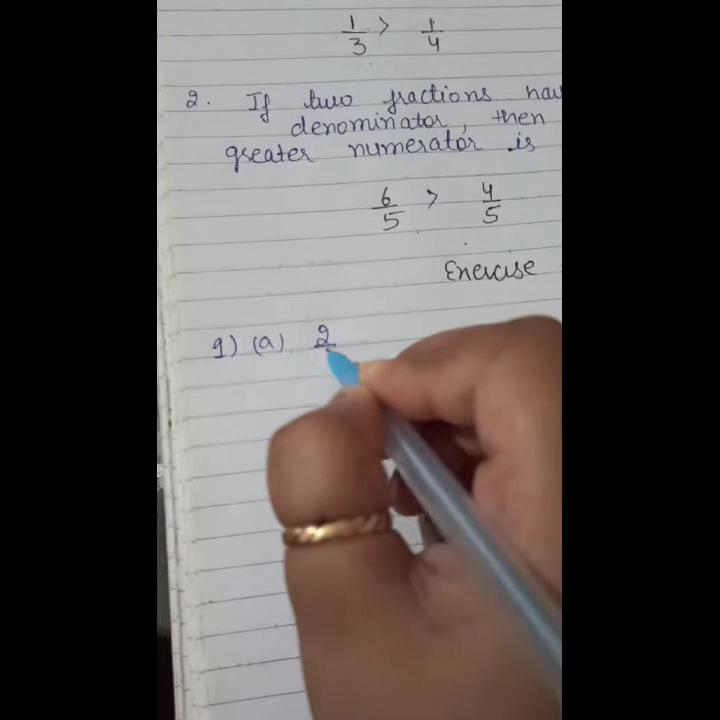 1/3 > 1/4
2. If two fractions hav
denominator, then
greater numerator is
6/5 > 4/5
Exercise
1) (a) 2